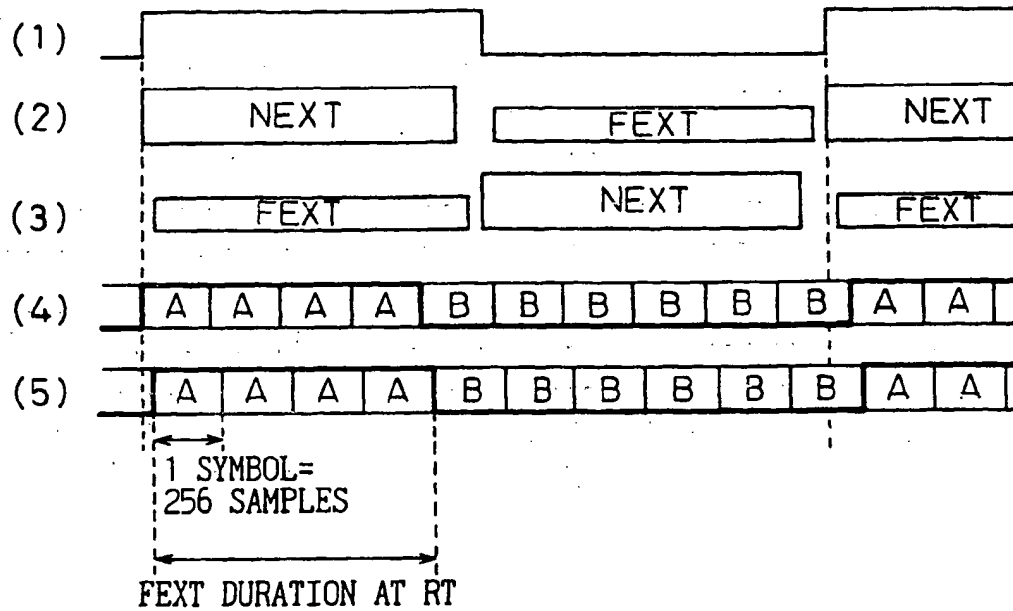 (1)
(2) NEXT FEXT NEXT
(3) FEXT NEXT FEXT
(4) A A A A B B B B B B A A
(5) A A A A B B B B B B A A
1 SYMBOL=
256 SAMPLES
FEXT DURATION AT RT